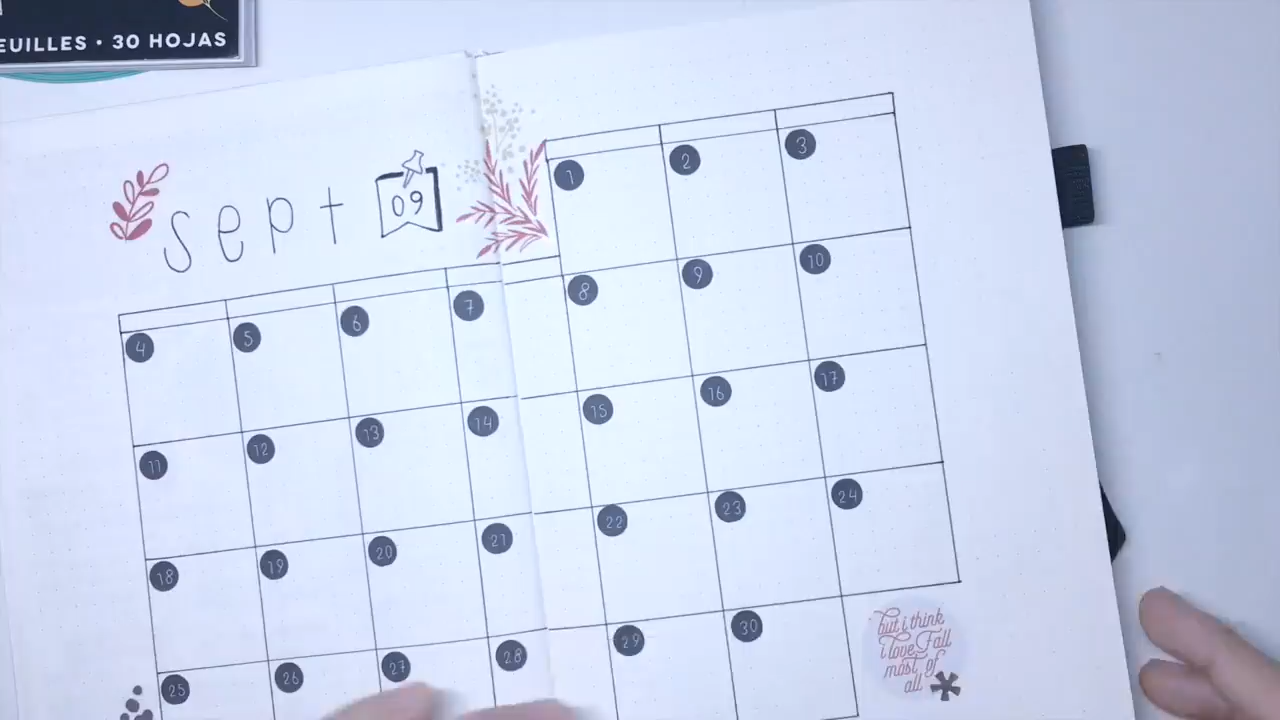 EUILLES • 30 HOJAS
sept
09
1 2 3
4 5 6 7 8 9 10
11 12 13 14 15 16 17
18 19 20 21 22 23 24
25 26 27 28 29 30
but i think
i love Fall
most of
all